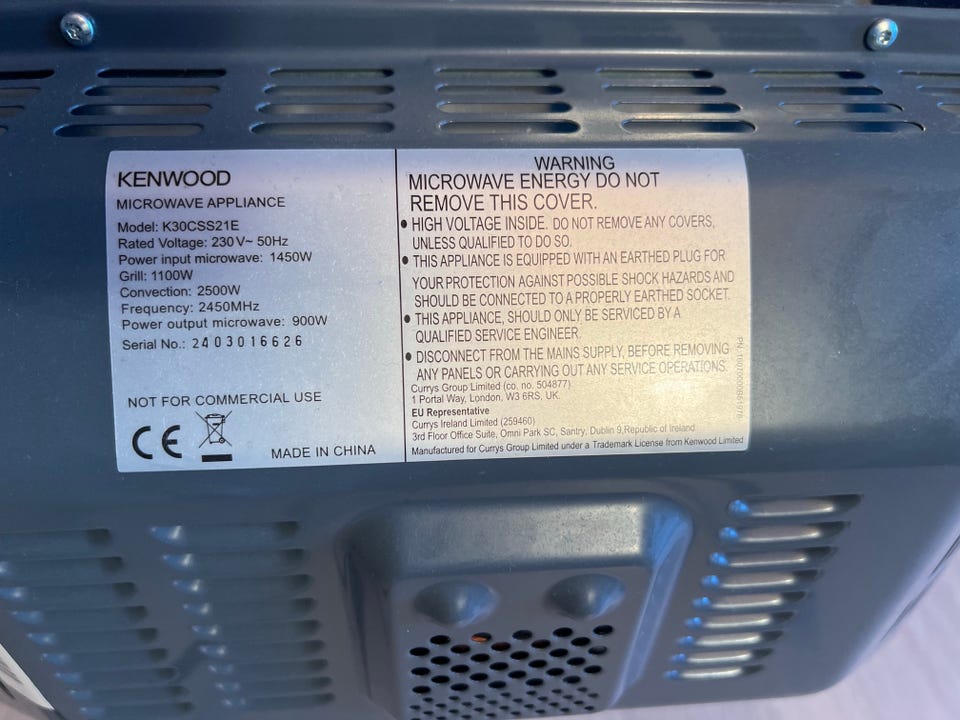 KENWOOD
MICROWAVE APPLIANCE
Model: K30CSS21E
Rated Voltage: 230V~ 50Hz
Power input microwave: 1450W
Grill: 1100W
Convection: 2500W
Frequency: 2450MHz
Power output microwave: 900W
Serial No.: 2403016626
NOT FOR COMMERCIAL USE
CE
MADE IN CHINA
WARNING
MICROWAVE ENERGY DO NOT
REMOVE THIS COVER.
• HIGH VOLTAGE INSIDE. DO NOT REMOVE ANY COVERS,
UNLESS QUALIFIED TO DO SO.
• THIS APPLIANCE IS EQUIPPED WITH AN EARTHED PLUG FOR
YOUR PROTECTION AGAINST POSSIBLE SHOCK HAZARDS AND
SHOULD BE CONNECTED TO A PROPERLY EARTHED SOCKET.
• THIS APPLIANCE, SHOULD ONLY BE SERVICED BY A
QUALIFIED SERVICE ENGINEER.
• DISCONNECT FROM THE MAINS SUPPLY, BEFORE REMOVING
ANY PANELS OR CARRYING OUT ANY SERVICE OPERATIONS.
Currys Group Limited (co. no. 504877)
1 Portal Way, London, W3 6RS, UK.
EU Representative
Currys Ireland Limited (259460)
3rd Floor Office Suite, Omni Park SC, Santry, Dublin 9,Republic of Ireland
Manufactured for Currys Group Limited under a Trademark License from Kenwood Limited